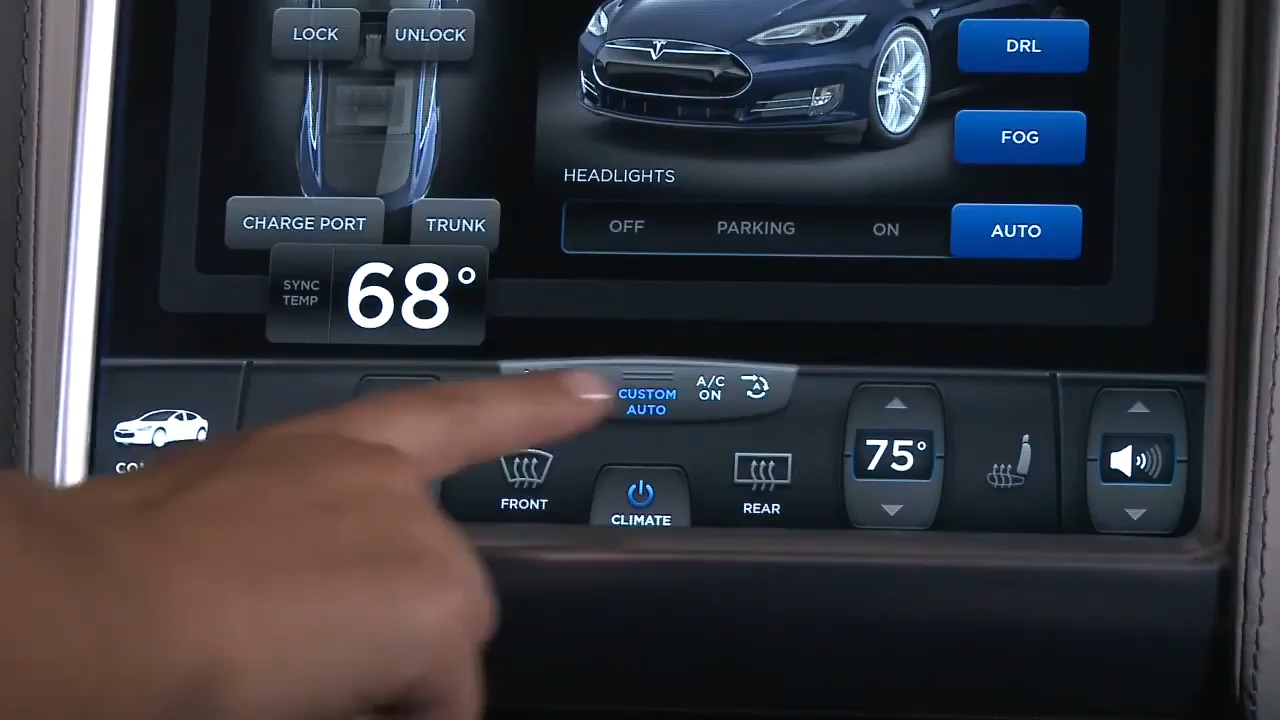 LOCK
UNLOCK
DRL
FOG
HEADLIGHTS
CHARGE PORT
TRUNK
OFF
PARKING
ON
AUTO
SYNC
TEMP
68°
CUSTOM
AUTO
A/C
ON
A
75°
FRONT
CLIMATE
REAR